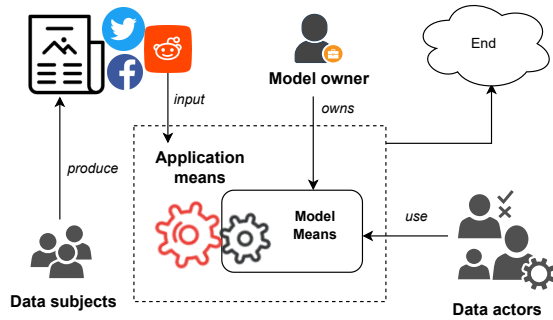 End
Model owner
input
owns
Application
means
produce
Model
Means
use
Data subjects
Data actors